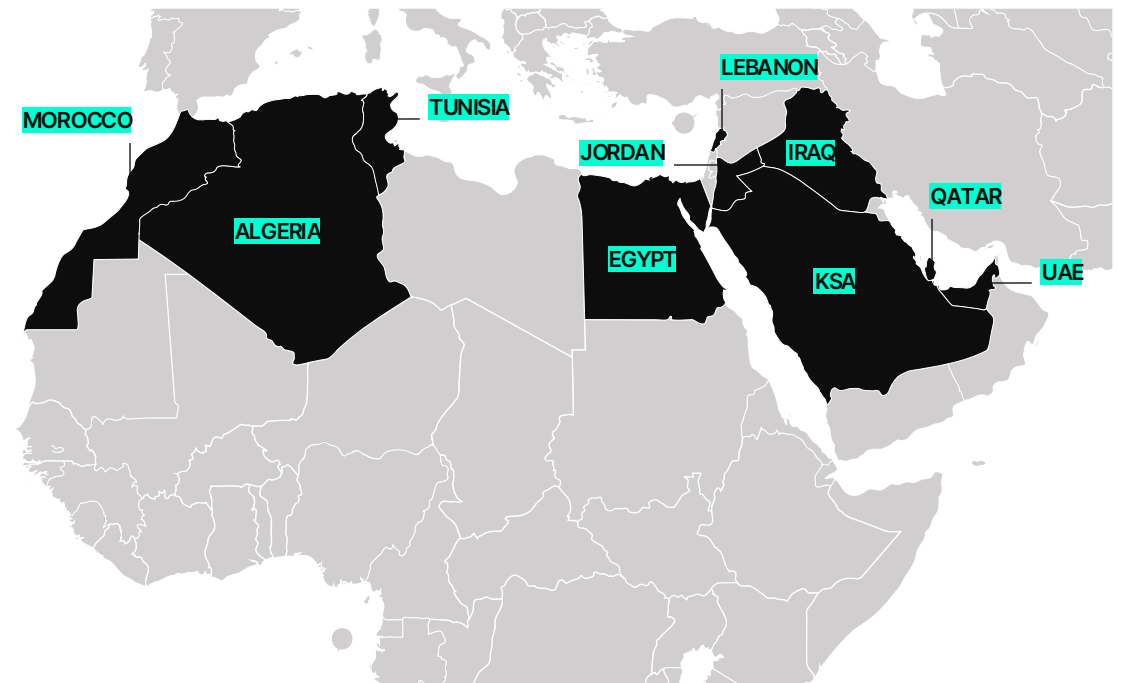 LEBANON
TUNISIA
MOROCCO
JORDAN
IRAQ
QATAR
ALGERIA
EGYPT
UAE
KSA